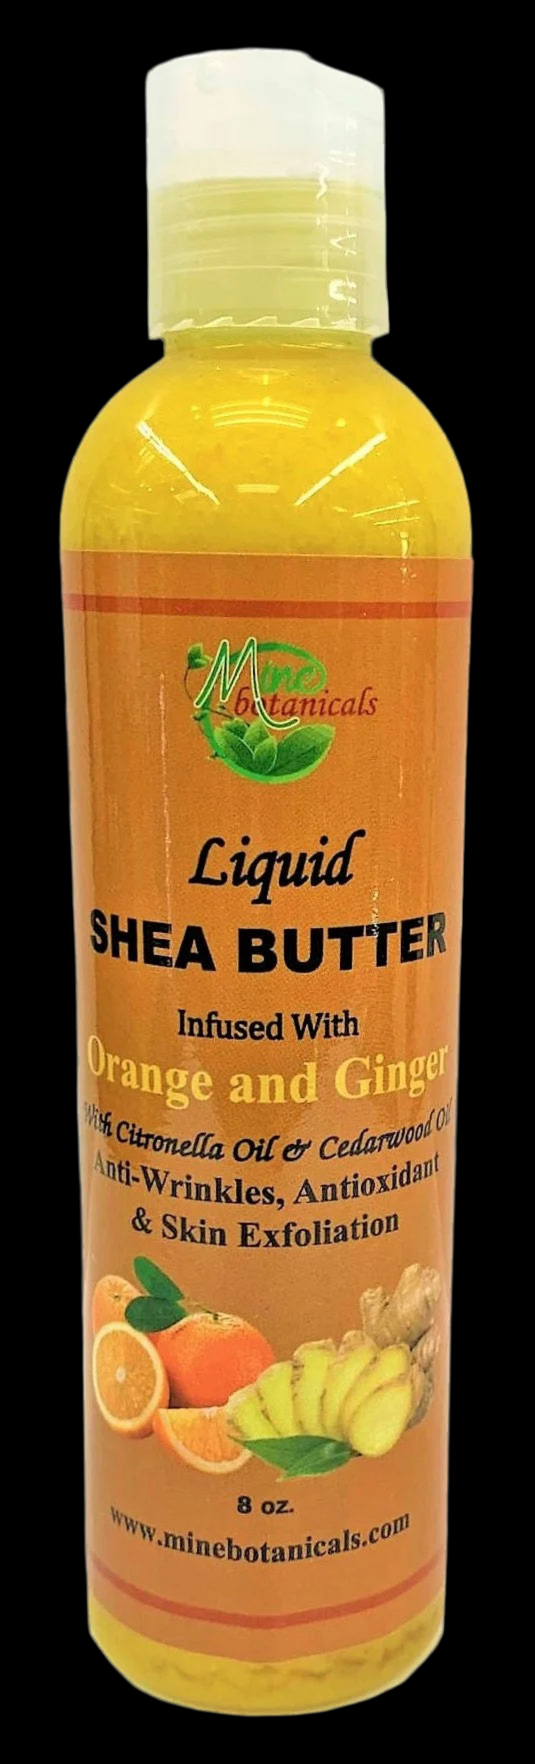 Mine
botanicals
Liquid
SHEA BUTTER
Infused With
Orange and Ginger
With Citronella Oil & Cedarwood Oil
Anti-Wrinkles, Antioxidant
& Skin Exfoliation
8 oz.
www.minebotanicals.com